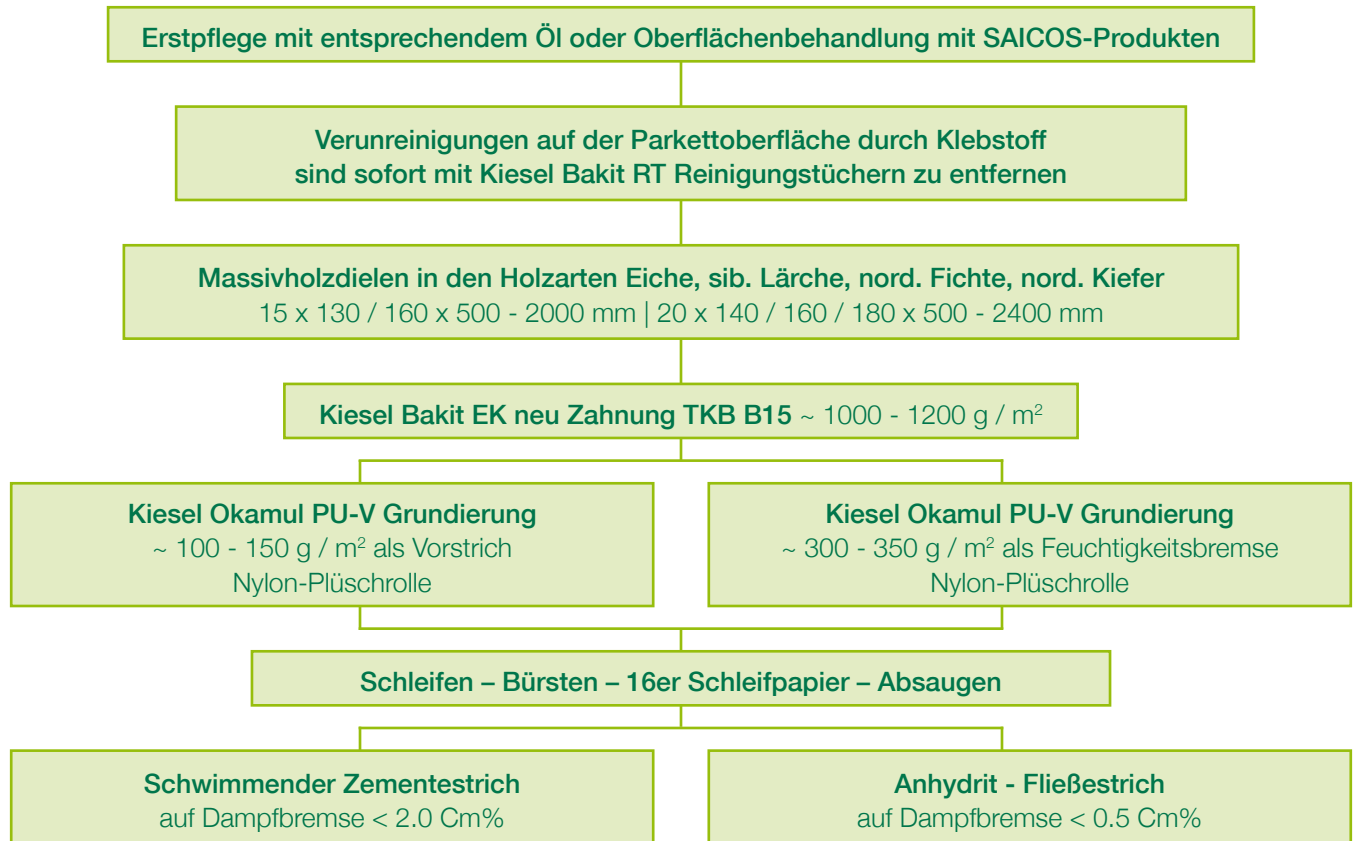 Erstpflege mit entsprechendem Öl oder Oberflächenbehandlung mit SAICOS-Produkten
Verunreinigungen auf der Parkettoberfläche durch Klebstoff
sind sofort mit Kiesel Bakit RT Reinigungstüchern zu entfernen
Massivholzdielen in den Holzarten Eiche, sib. Lärche, nord. Fichte, nord. Kiefer
15 x 130 / 160 x 500 - 2000 mm | 20 x 140 / 160 / 180 x 500 - 2400 mm
Kiesel Bakit EK neu Zahnung TKB B15 ~ 1000 - 1200 g / m²
Kiesel Okamul PU-V Grundierung
~ 100 - 150 g / m² als Vorstrich
Nylon-Plüschrolle
Kiesel Okamul PU-V Grundierung
~ 300 - 350 g / m² als Feuchtigkeitsbremse
Nylon-Plüschrolle
Schleifen – Bürsten – 16er Schleifpapier – Absaugen
Schwimmender Zementestrich
auf Dampfbremse < 2.0 Cm%
Anhydrit - Fließestrich
auf Dampfbremse < 0.5 Cm%